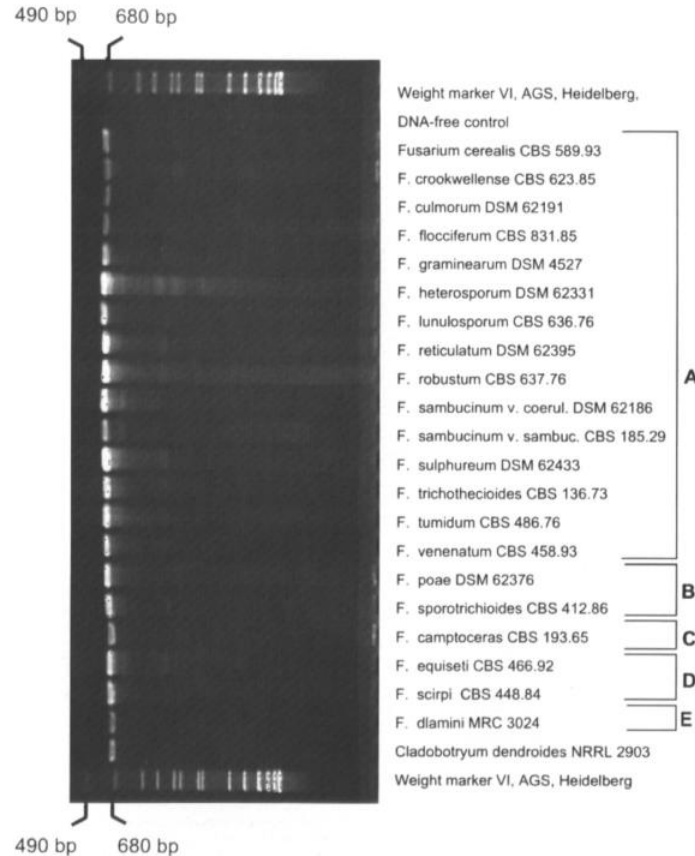 490 bp 680 bp
Weight marker VI, AGS, Heidelberg,
DNA-free control
Fusarium cerealis CBS 589.93
F. crookwellense CBS 623.85
F. culmorum DSM 62191
F. flocciferum CBS 831.85
F. graminearum DSM 4527
F. heterosporum DSM 62331
F. lunulosporum CBS 636.76
F. reticulatum DSM 62395
F. robustum CBS 637.76
A
F. sambucinum v. coerul. DSM 62186
F. sambucinum v. sambuc. CBS 185.29
F. sulphureum DSM 62433
F. trichothecioides CBS 136.73
F. tumidum CBS 486.76
F. venenatum CBS 458.93
F. poae DSM 62376
B
F. sporotrichioides CBS 412.86
F. camptoceras CBS 193.65
C
F. equiseti CBS 466.92
D
F. scirpi CBS 448.84
F. dlamini MRC 3024
E
Cladobotryum dendroides NRRL 2903
Weight marker VI, AGS, Heidelberg
490 bp 680 bp